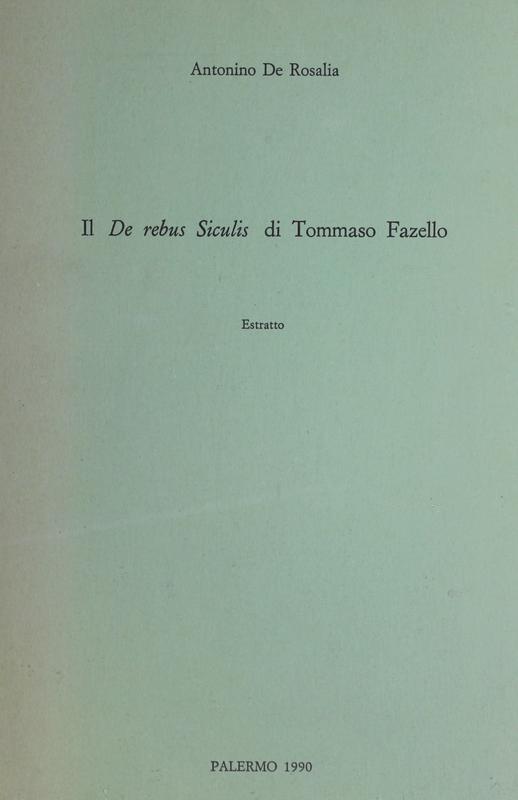 Antonino De Rosalia
Il De rebus Siculis di Tommaso Fazello
Estratto
PALERMO 1990